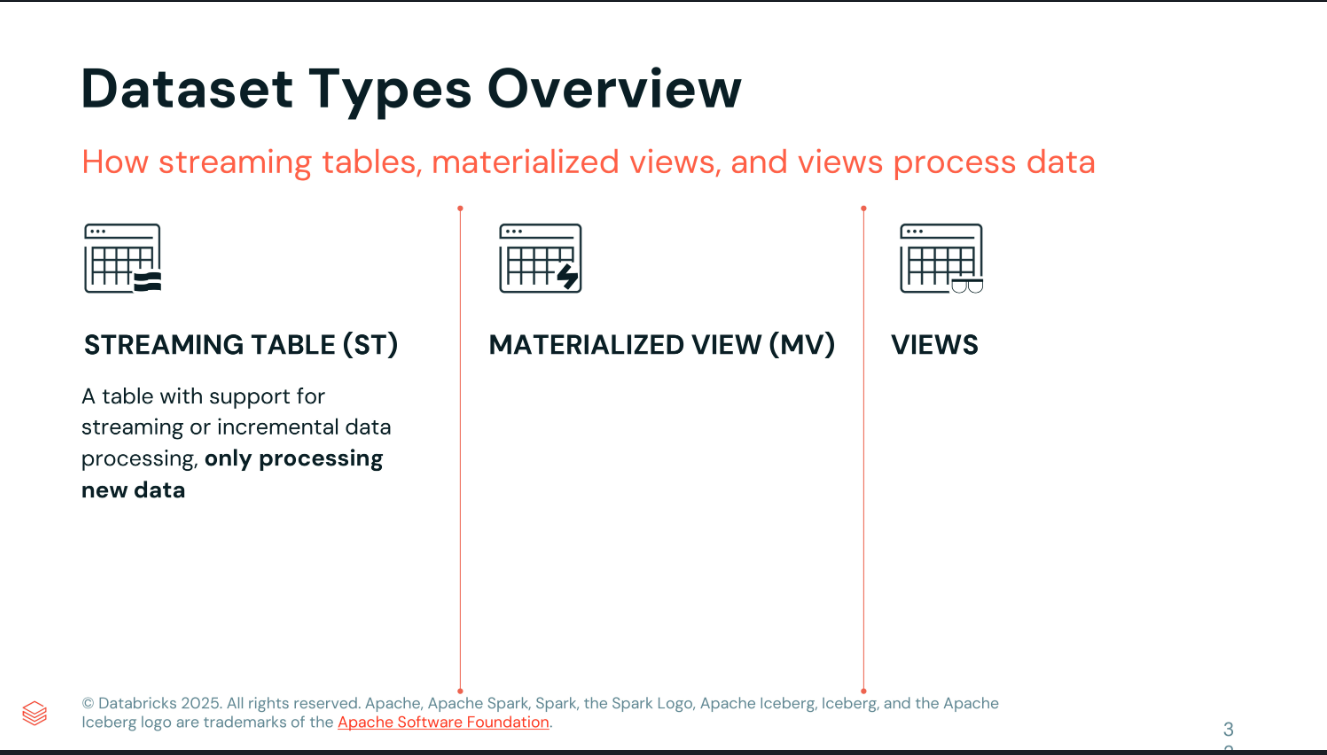 Dataset Types Overview
How streaming tables, materialized views, and views process data
STREAMING TABLE (ST)
A table with support for
streaming or incremental data
processing, only processing
new data
MATERIALIZED VIEW (MV)
VIEWS
© Databricks 2025. All rights reserved. Apache, Apache Spark, Spark, the Spark Logo, Apache Iceberg, Iceberg, and the Apache
Iceberg logo are trademarks of the Apache Software Foundation.
3